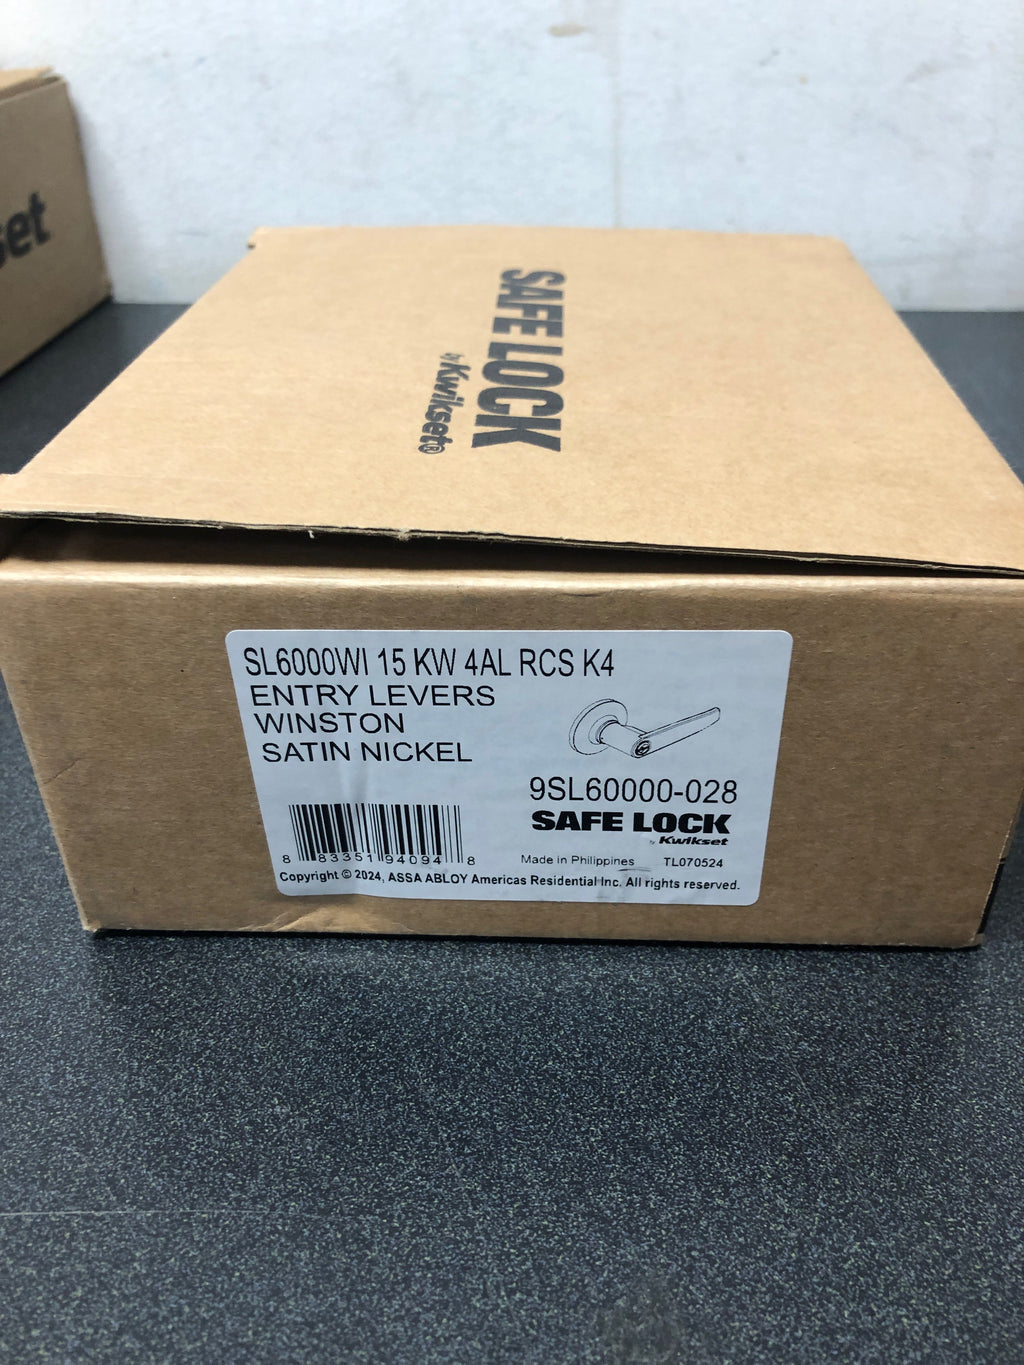 set
SAFE LOCK
by Kwikset®
SL6000WI 15 KW 4AL RCS K4
ENTRY LEVERS
WINSTON
SATIN NICKEL
9SL60000-028
SAFE LOCK
by Kwikset
8 83351 94094 8
Made in Philippines TL070524
Copyright © 2024, ASSA ABLOY Americas Residential Inc. All rights reserved.